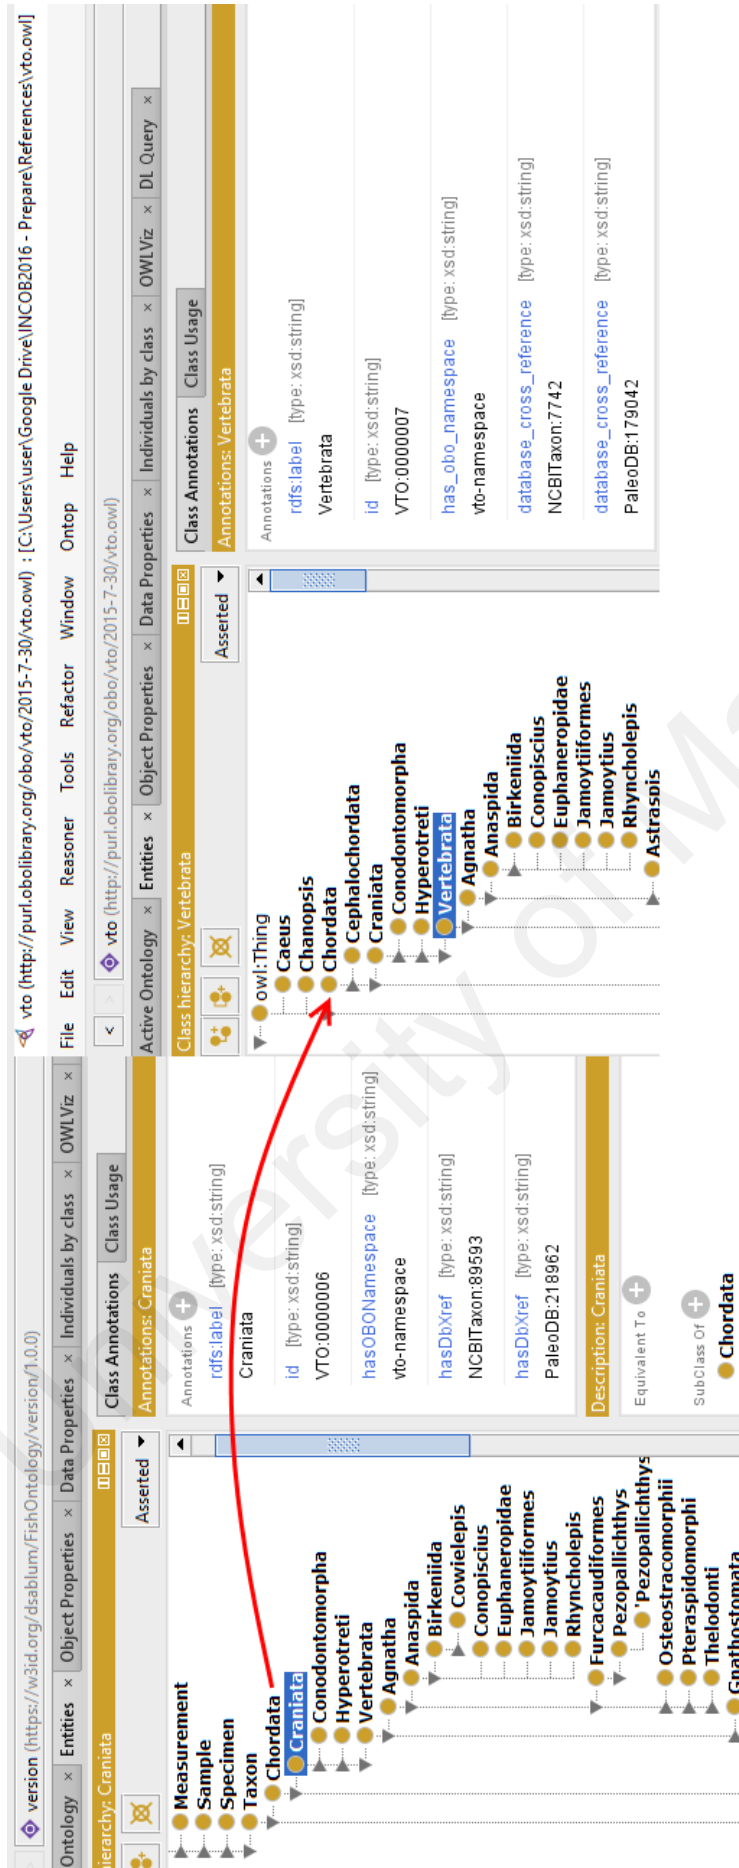 version (https://w3id.org/dsablum/FishOntology/version/1.0.0)
Ontology × Entities × Object Properties × Data Properties × Individuals by class × OWLViz ×
hierarchy: Craniata
Asserted
Measurement
Sample
Specimen
Taxon
Chordata
Craniata
Conodontomorpha
Hyperotreti
Vertebrata
Agnatha
Anaspida
Birkeniida
Cowielepis
Conopiscius
Euphaneropidae
Jamoytiiformes
Jamoytius
Rhyncholepis
Furcacaudiformes
Pezopallichthys
'Pezopallichthys
Osteostracomorphii
Pteraspidomorphi
Thelodonti
Gnathostomata
Class Annotations Class Usage
Annotations: Craniata
Annotations
rdfs:label [type: xsd:string]
Craniata
id [type: xsd:string]
VTO:0000006
hasOBONamespace [type: xsd:string]
vto-namespace
hasDbXref [type: xsd:string]
NCBITaxon:89593
hasDbXref [type: xsd:string]
PaleoDB:218962
Description: Craniata
Equivalent To
SubClass Of
Chordata
vto (http://purl.obolibrary.org/obo/vto/2015-7-30/vto.owl) : [C:\Users\user\Google Drive\INCOB2016 - Prepare\References\vto.owl]
File Edit View Reasoner Tools Refactor Window Ontop Help
< > vto (http://purl.obolibrary.org/obo/vto/2015-7-30/vto.owl)
Active Ontology × Entities × Object Properties × Data Properties × Individuals by class × OWLViz × DL Query ×
Class hierarchy: Vertebrata
Asserted
owl:Thing
Caeus
Chanopsis
Chordata
Cephalochordata
Craniata
Conodontomorpha
Hyperotreti
Vertebrata
Agnatha
Anaspida
Birkeniida
Conopiscius
Euphaneropidae
Jamoytiiformes
Jamoytius
Rhyncholepis
Astraspis
Class Annotations Class Usage
Annotations: Vertebrata
Annotations
rdfs:label [type: xsd:string]
Vertebrata
id [type: xsd:string]
VTO:0000007
has_obo_namespace [type: xsd:string]
vto-namespace
database_cross_reference [type: xsd:string]
NCBITaxon:7742
database_cross_reference [type: xsd:string]
PaleoDB:179042
University of Ma